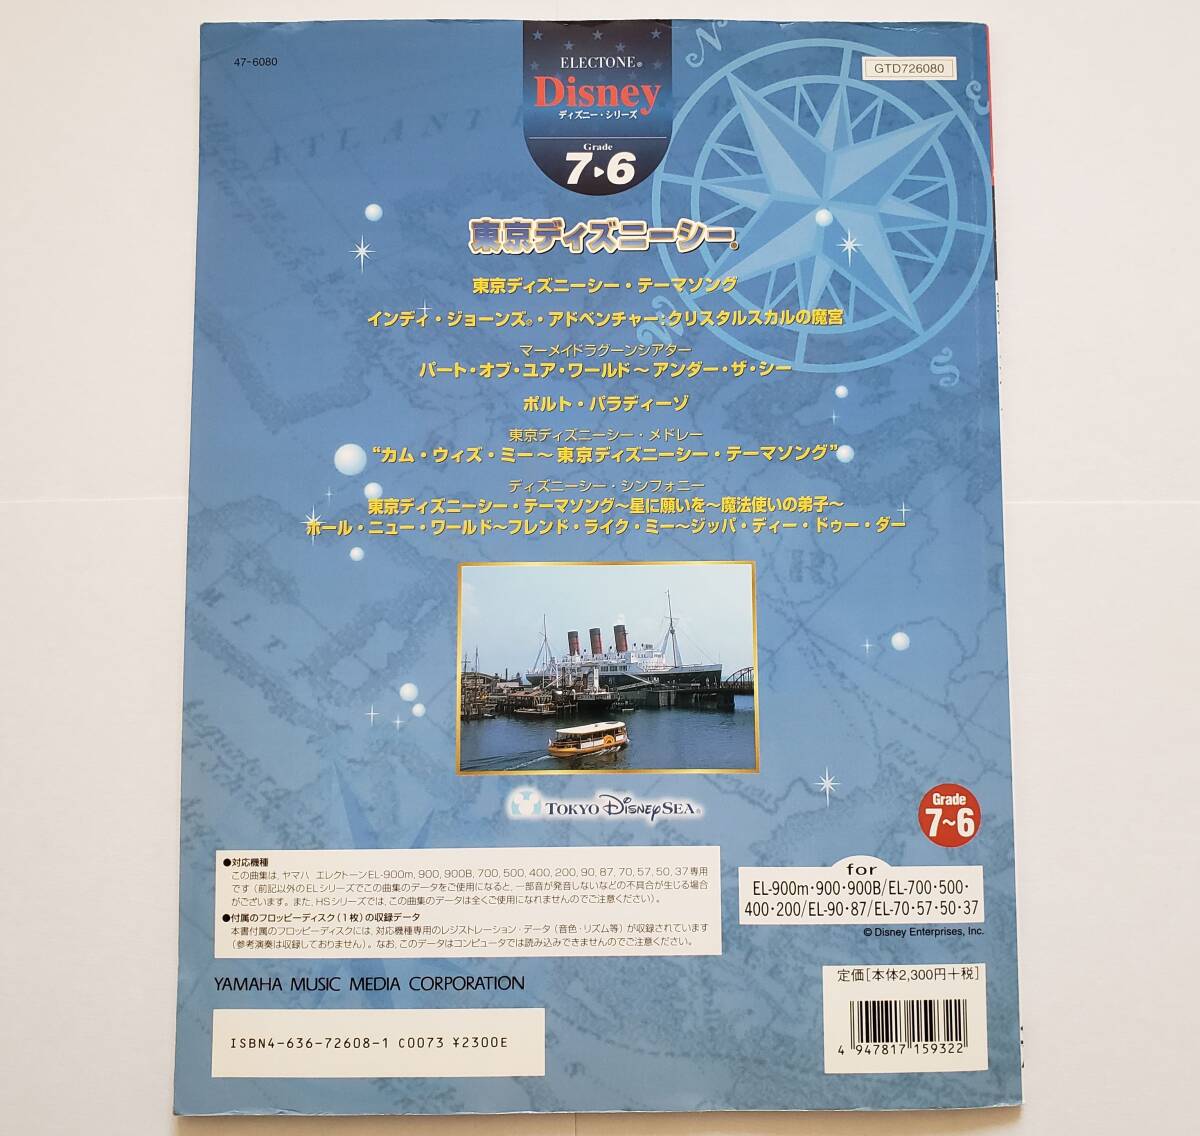 47-6080
ELECTONE®
Disney
ディズニー・シリーズ
Grade
7▶6
GTD726080
N
E
S
W
ATLANTI
東京ディズニーシー®
東京ディズニーシー・テーマソング
インディ・ジョーンズ®・アドベンチャー:クリスタルスカルの魔宮
マーメイドラグーンシアター
パート・オブ・ユア・ワールド～アンダー・ザ・シー
ポルト・パラディーゾ
東京ディズニーシー・メドレー
“カム・ウィズ・ミー～東京ディズニーシー・テーマソング”
ディズニーシー・シンフォニー
東京ディズニーシー・テーマソング～星に願いを～魔法使いの弟子～
ホール・ニュー・ワールド～フレンド・ライク・ミー～ジッパ・ディー・ドゥー・ダー
TOKYO DISNEYSEA®
Grade
7~6
●対応機種
この曲集は、ヤマハ エレクトーンEL-900m, 900, 900B, 700, 500, 400, 200, 90, 87, 70, 57, 50, 37専用
です（前記以外のELシリーズでこの曲集のデータをご使用になると、一部音が発音しないなどの不具合が生じる場合
がございます。また、HSシリーズでは、この曲集のデータは全くご使用になれませんのでご注意ください）。
●付属のフロッピーディスク（1枚）の収録データ
本書付属のフロッピーディスクには、対応機種専用のレジストレーション・データ（音色・リズム等）が収録されています
（参考演奏は収録しておりません）。なお、このデータはコンピュータでは読み込みできませんのでご注意ください。
for
EL-900m・900・900B/EL-700・500・
400・200/EL-90・87/EL-70・57・50・37
© Disney Enterprises, Inc.
YAMAHA MUSIC MEDIA CORPORATION
定価[本体2,300円+税]
ISBN4-636-72608-1 C0073 ¥2300E
4 947817 159322